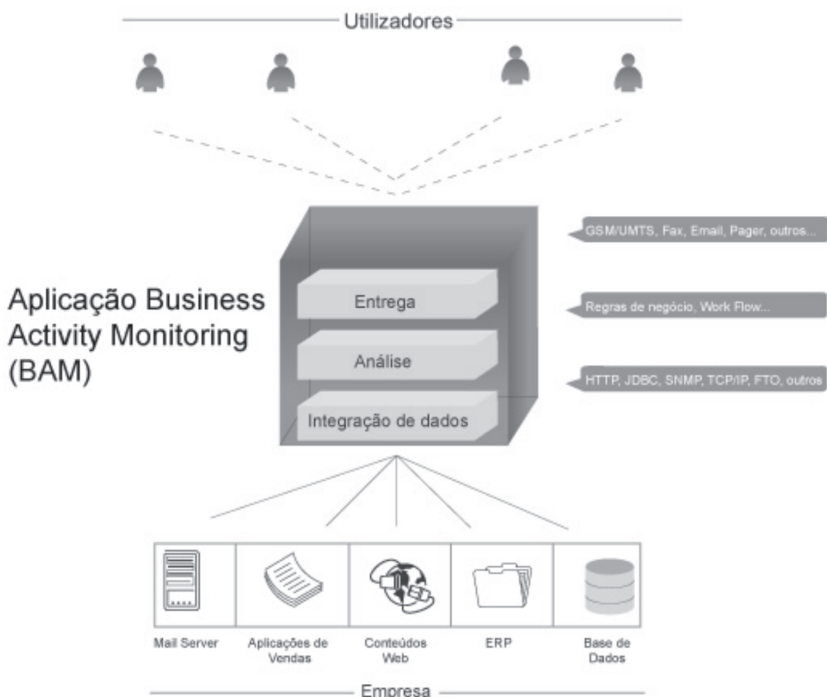 Utilizadores
GSM/UMTS, Fax, Email, Pager, outros...
Aplicação Business
Activity Monitoring
(BAM)
Entrega
Regras de negócio, Work Flow...
Análise
HTTP, JDBC, SNMP, TCP/IP, FTO, outros
Integração de dados
Mail Server
Aplicações de
Vendas
Conteúdos
Web
ERP
Base de
Dados
Empresa